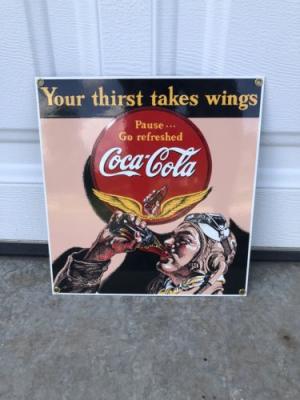 Your thirst takes wings
Pause...
Go refreshed
Coca-Cola